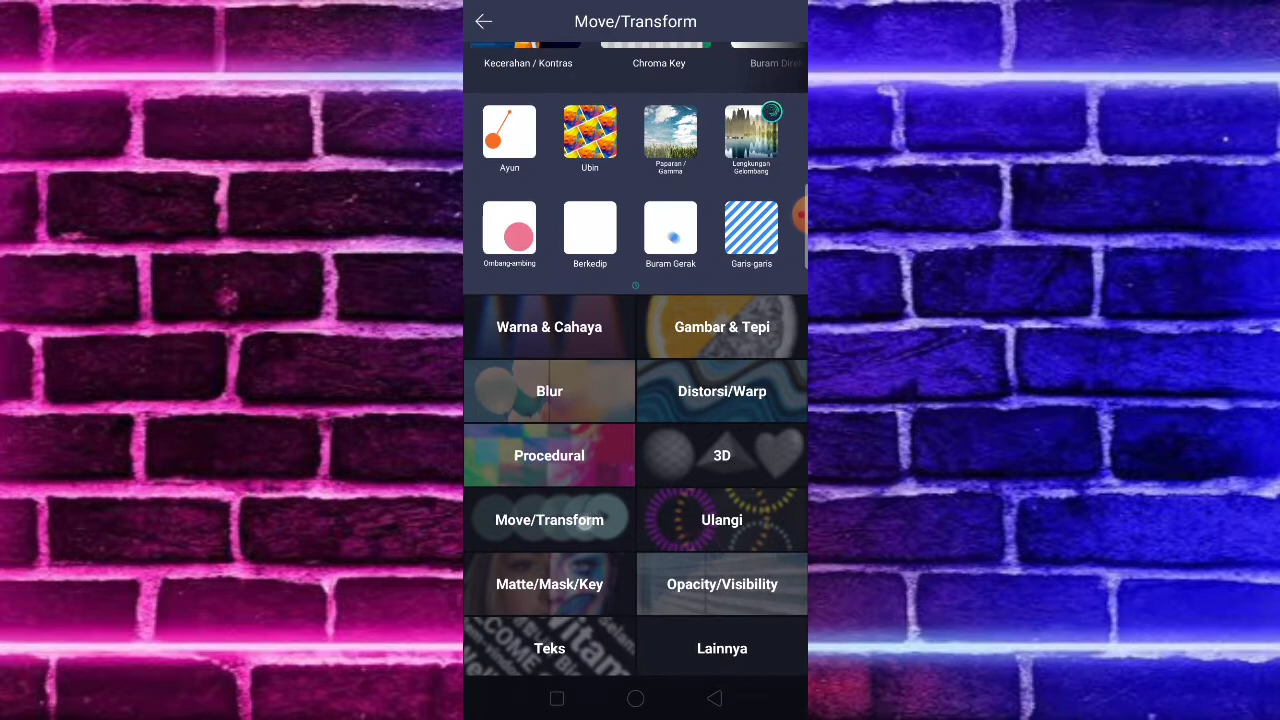 Move/Transform
Kecerahan / Kontras
Chroma Key
Buram Dire
Ayun
Ubin
Paparan /
Gamma
Lengkungan
Gelombang
Ombang-ambing
Berkedip
Buram Gerak
Garis-garis
Warna & Cahaya
Gambar & Tepi
Blur
Distorsi/Warp
Procedural
3D
Move/Transform
Ulangi
Matte/Mask/Key
Opacity/Visibility
Teks
Lainnya